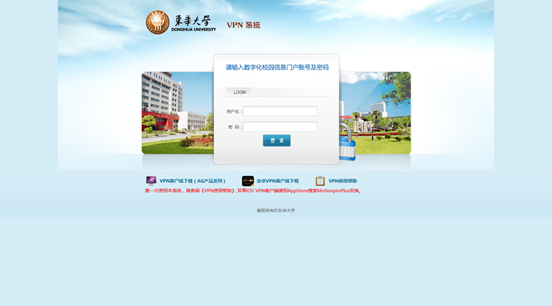 東華大學
DONGHUA UNIVERSITY
VPN 系统
请输入数字化校园信息门户账号及密码
LOGIN
用户名：
密 码：
登 录
VPN客户端下载（AG产品系列）
安卓VPN客户端下载
VPN使用帮助
第一次使用本系统，请参阅《VPN使用帮助》,苹果iOS VPN客户端请到AppStore搜索MotionproPlus安装。
版权所有©东华大学